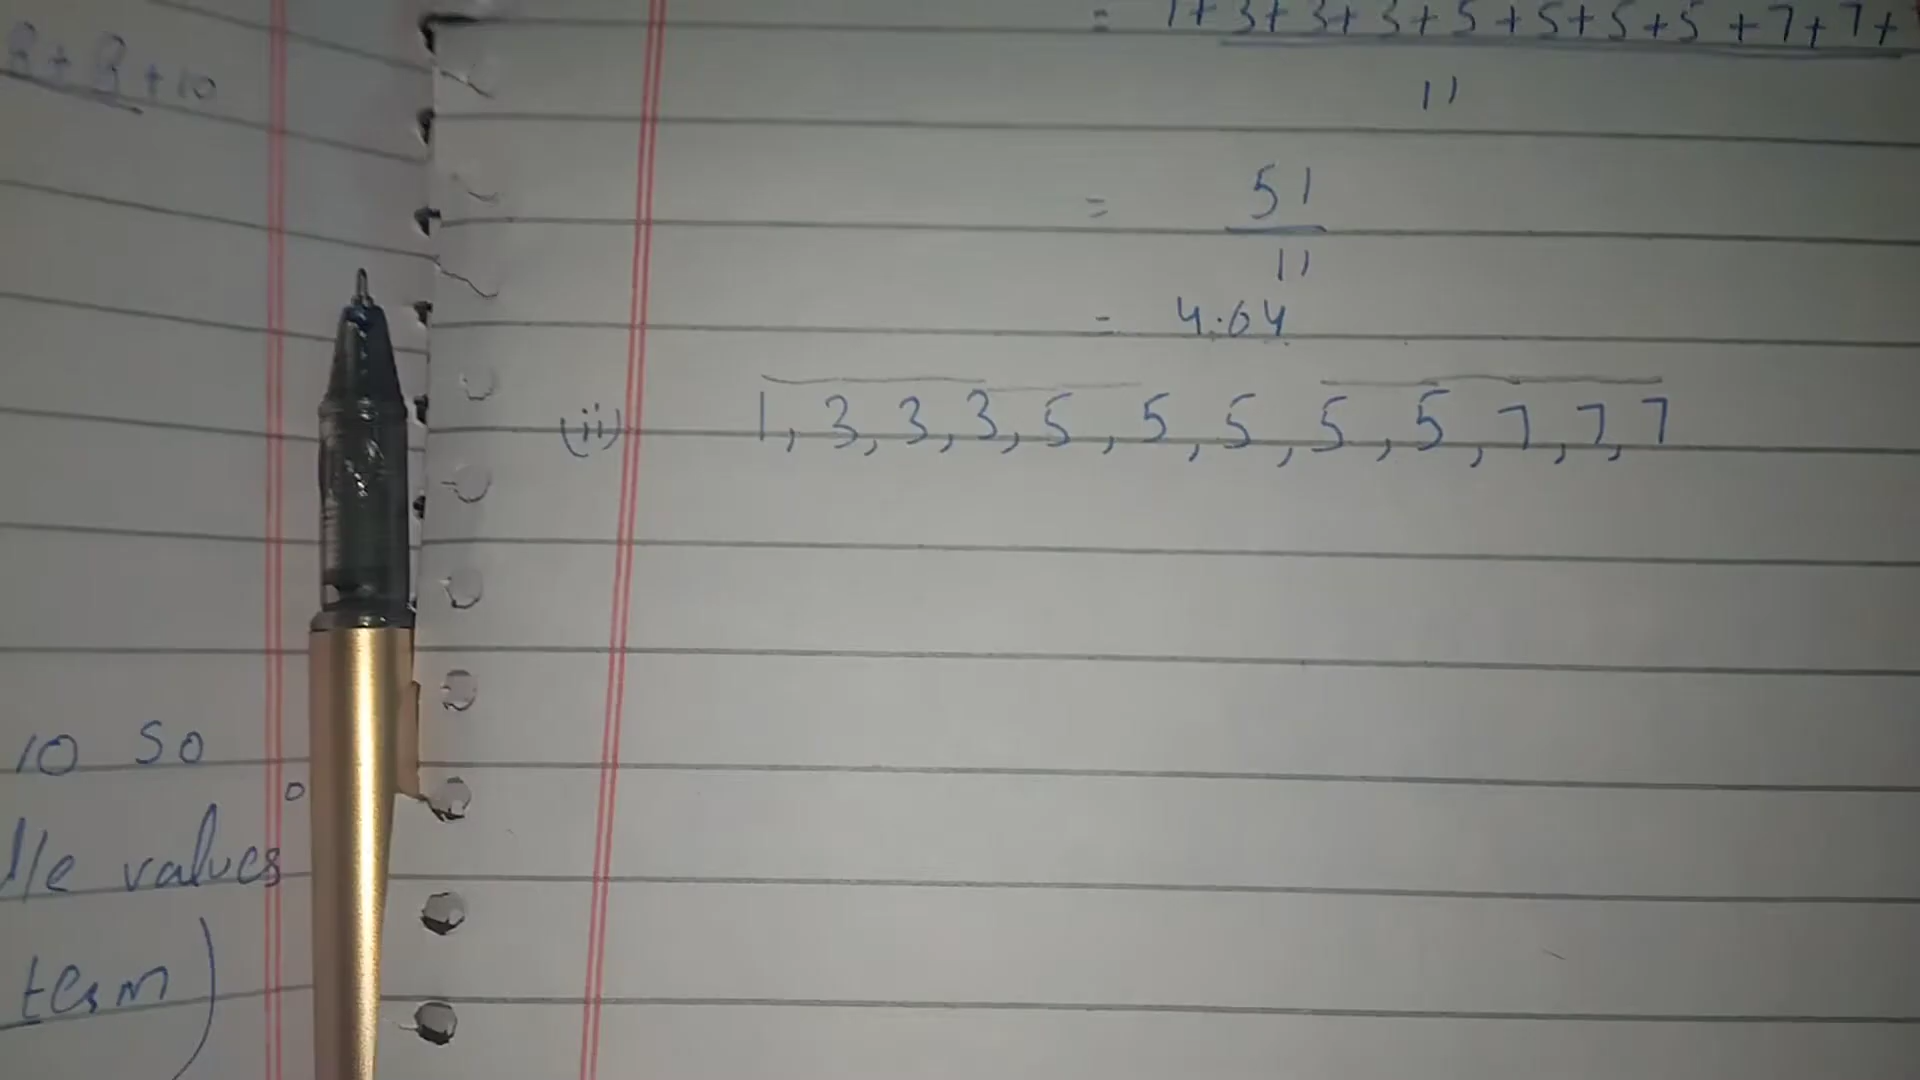 + 10
= 1+3+3+3+5+5+5+5+7+7+
11
= 51
11
= 4.64
(ii) 1, 3, 3, 3, 5, 5, 5, 5, 5, 7, 7, 7
10 so
values
term)